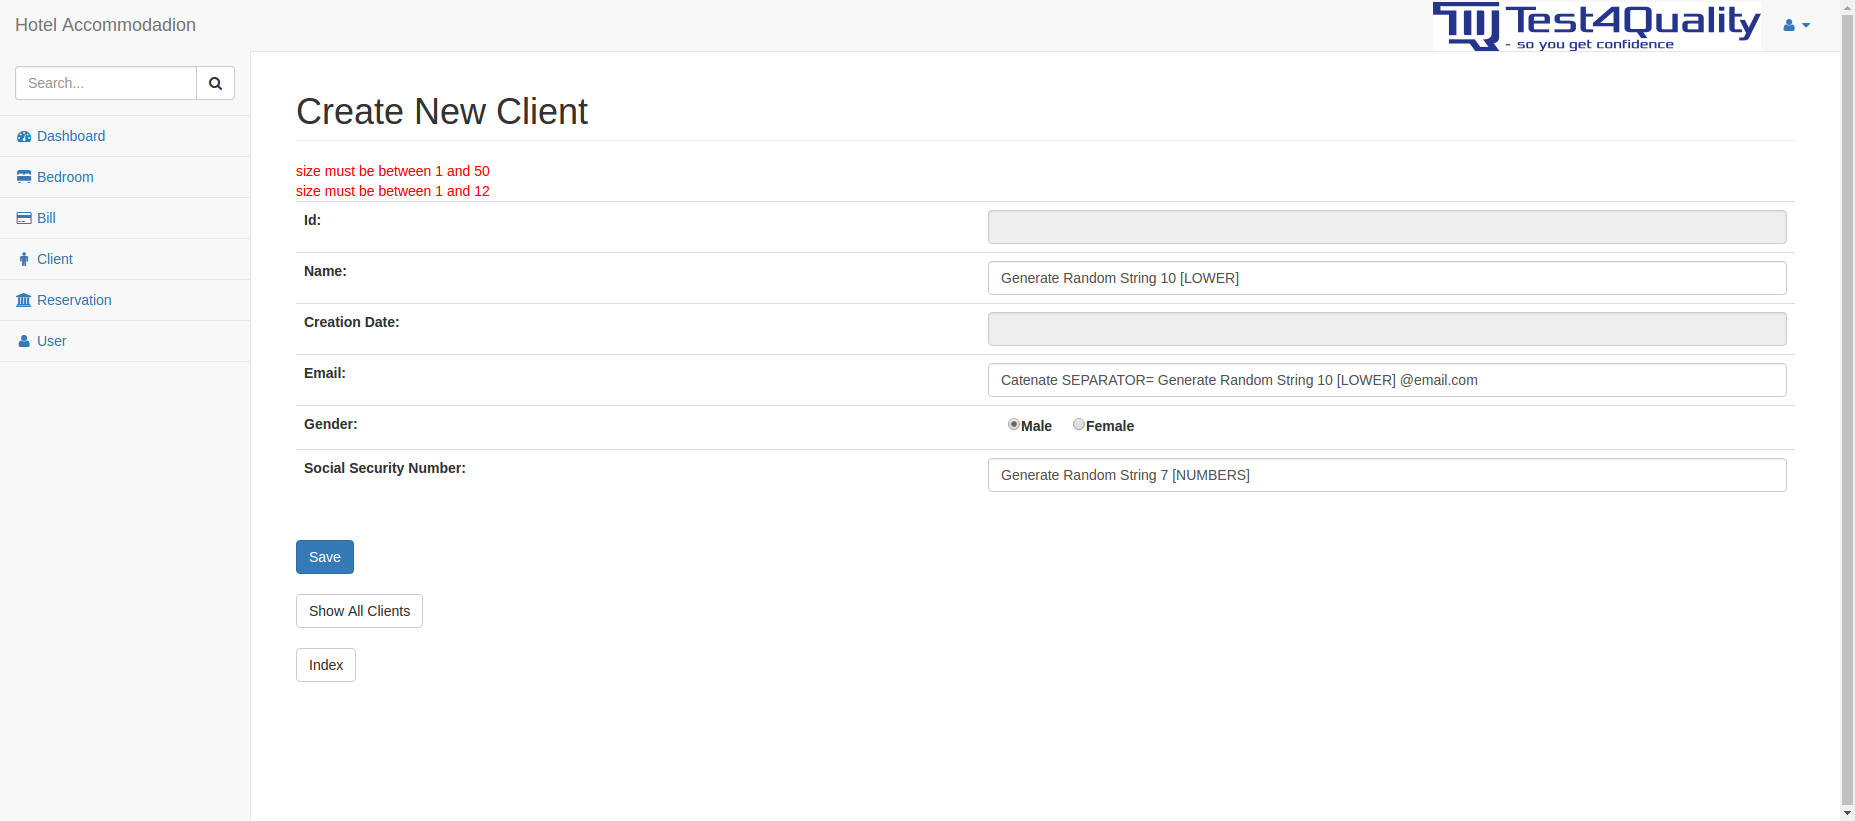 Hotel Accommodadion
TQ Test4Quality
- so you get confidence
Search...
Dashboard
Bedroom
Bill
Client
Reservation
User
Create New Client
size must be between 1 and 50
size must be between 1 and 12
Id:
Name: Generate Random String 10 [LOWER]
Creation Date:
Email: Catenate SEPARATOR= Generate Random String 10 [LOWER] @email.com
Gender: Male Female
Social Security Number: Generate Random String 7 [NUMBERS]
Save
Show All Clients
Index